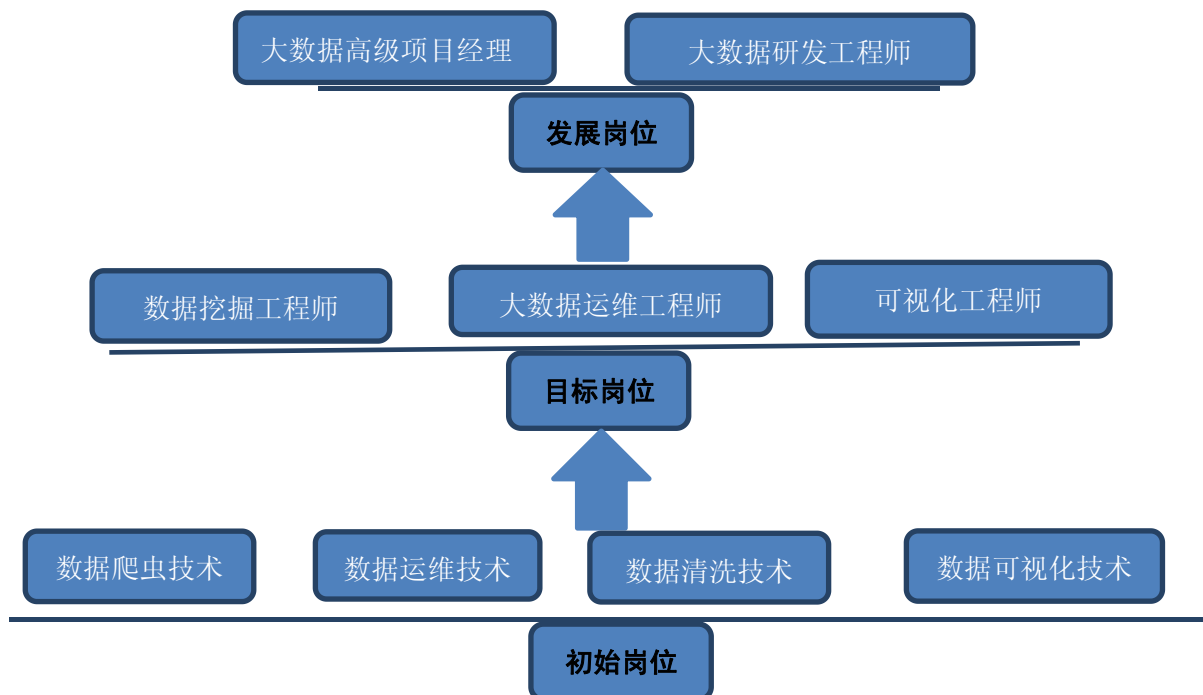 大数据高级项目经理
大数据研发工程师
发展岗位
数据挖掘工程师
大数据运维工程师
可视化工程师
目标岗位
数据爬虫技术
数据运维技术
数据清洗技术
数据可视化技术
初始岗位